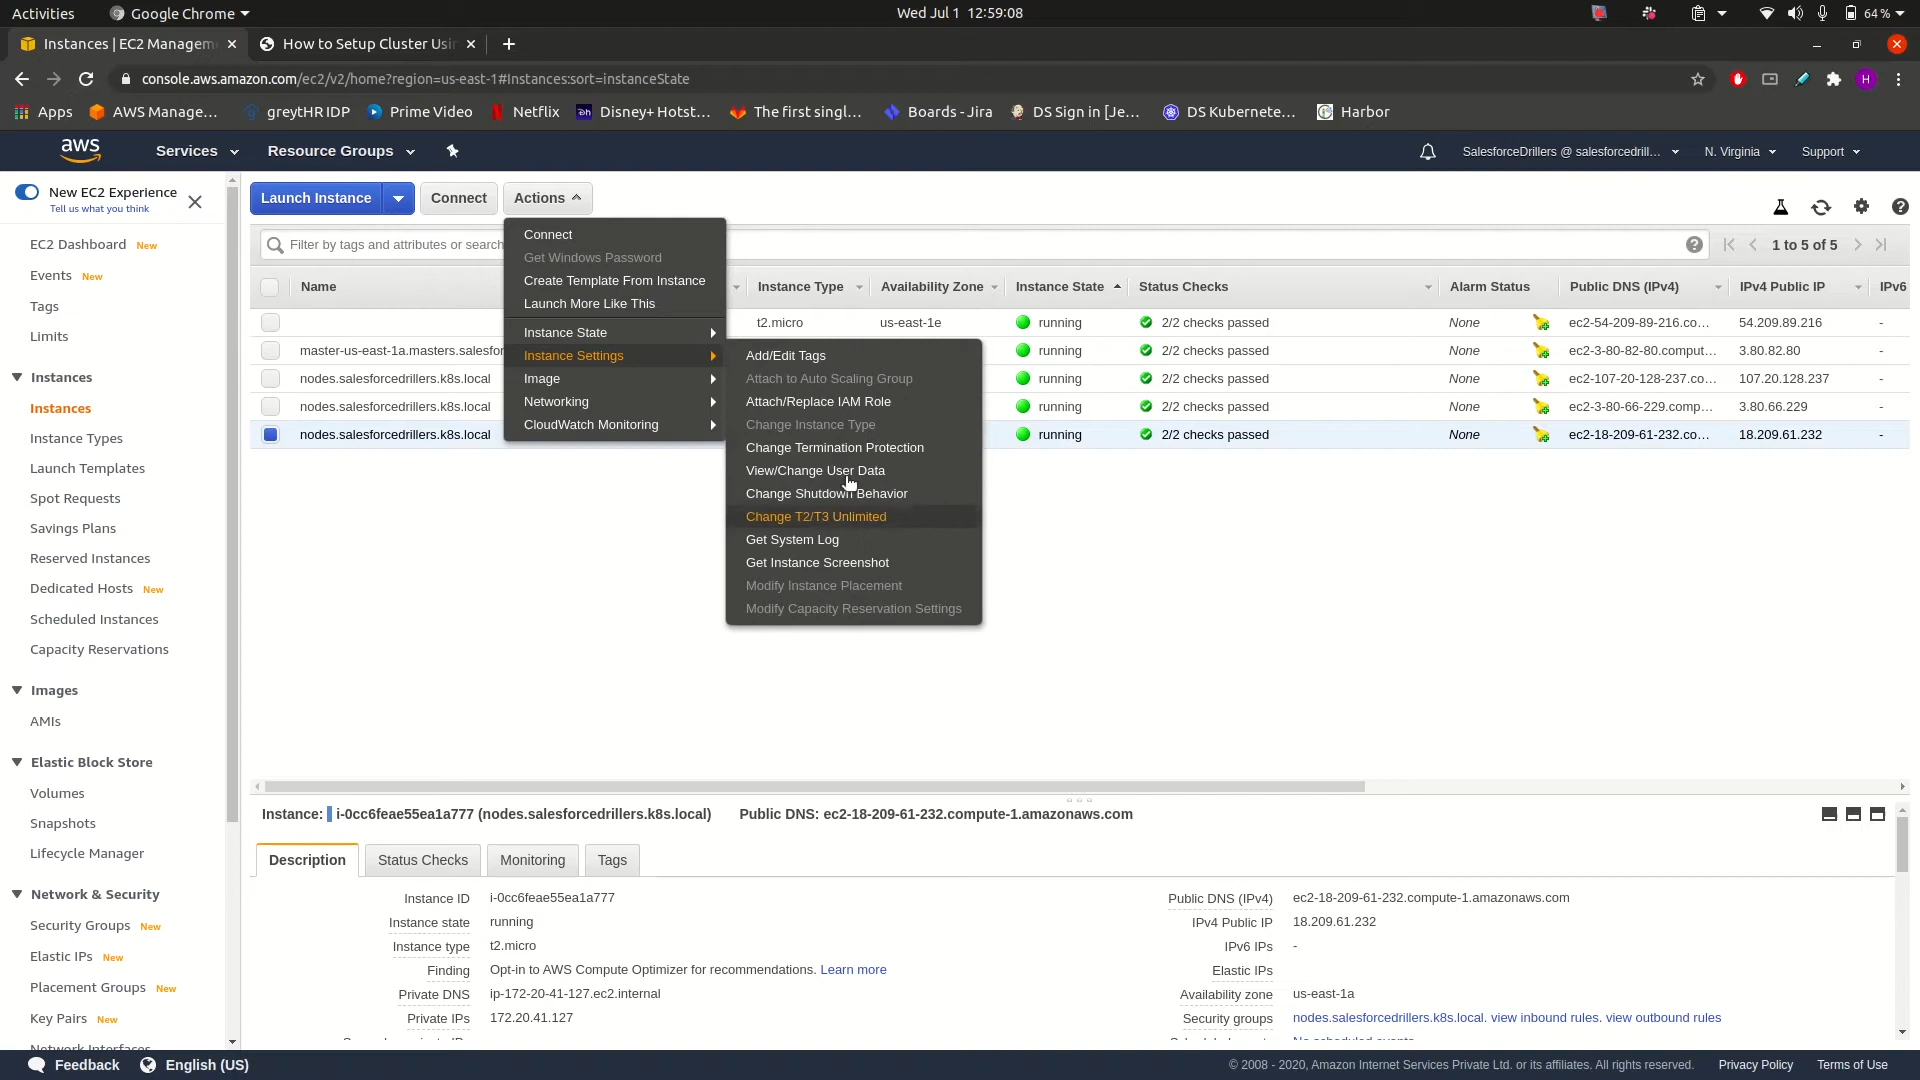 Activities
Google Chrome
Wed Jul 1 12:59:08
64 %
Instances | EC2 Managem
How to Setup Cluster Usi
console.aws.amazon.com/ec2/v2/home?region=us-east-1#Instances:sort=instanceState
H
Apps
AWS Manage...
greytHR IDP
Prime Video
Netflix
Disney+ Hotst...
The first singl...
Boards - Jira
DS Sign in [Je...
DS Kubernete...
Harbor
aws
Services
Resource Groups
SalesforceDrillers @ salesforcedrill...
N. Virginia
Support
New EC2 Experience
Tell us what you think
EC2 Dashboard New
Events New
Tags
Limits
Instances
Instances
Instance Types
Launch Templates
Spot Requests
Savings Plans
Reserved Instances
Dedicated Hosts New
Scheduled Instances
Capacity Reservations
Images
AMIs
Elastic Block Store
Volumes
Snapshots
Lifecycle Manager
Network & Security
Security Groups New
Elastic IPs New
Placement Groups New
Key Pairs New
Network Interfaces
Launch Instance
Connect
Actions
Filter by tags and attributes or search
1 to 5 of 5
Name
Instance Type
Availability Zone
Instance State
Status Checks
Alarm Status
Public DNS (IPv4)
IPv4 Public IP
IPv6
t2.micro us-east-1e running 2/2 checks passed None ec2-54-209-89-216.co... 54.209.89.216 -
master-us-east-1a.masters.salesfor running 2/2 checks passed None ec2-3-80-82-80.comput... 3.80.82.80 -
nodes.salesforcedrillers.k8s.local running 2/2 checks passed None ec2-107-20-128-237.co... 107.20.128.237 -
nodes.salesforcedrillers.k8s.local running 2/2 checks passed None ec2-3-80-66-229.comp... 3.80.66.229 -
nodes.salesforcedrillers.k8s.local running 2/2 checks passed None ec2-18-209-61-232.co... 18.209.61.232 -
Connect
Get Windows Password
Create Template From Instance
Launch More Like This
Instance State
Instance Settings
Image
Networking
CloudWatch Monitoring
Add/Edit Tags
Attach to Auto Scaling Group
Attach/Replace IAM Role
Change Instance Type
Change Termination Protection
View/Change User Data
Change Shutdown Behavior
Change T2/T3 Unlimited
Get System Log
Get Instance Screenshot
Modify Instance Placement
Modify Capacity Reservation Settings
Instance: i-0cc6feae55ea1a777 (nodes.salesforcedrillers.k8s.local) Public DNS: ec2-18-209-61-232.compute-1.amazonaws.com
Description
Status Checks
Monitoring
Tags
Instance ID i-0cc6feae55ea1a777
Instance state running
Instance type t2.micro
Finding Opt-in to AWS Compute Optimizer for recommendations. Learn more
Private DNS ip-172-20-41-127.ec2.internal
Private IPs 172.20.41.127
Public DNS (IPv4) ec2-18-209-61-232.compute-1.amazonaws.com
IPv4 Public IP 18.209.61.232
IPv6 IPs -
Elastic IPs
Availability zone us-east-1a
Security groups nodes.salesforcedrillers.k8s.local. view inbound rules. view outbound rules
Feedback
English (US)
© 2008 - 2020, Amazon Internet Services Private Ltd. or its affiliates. All rights reserved.
Privacy Policy
Terms of Use